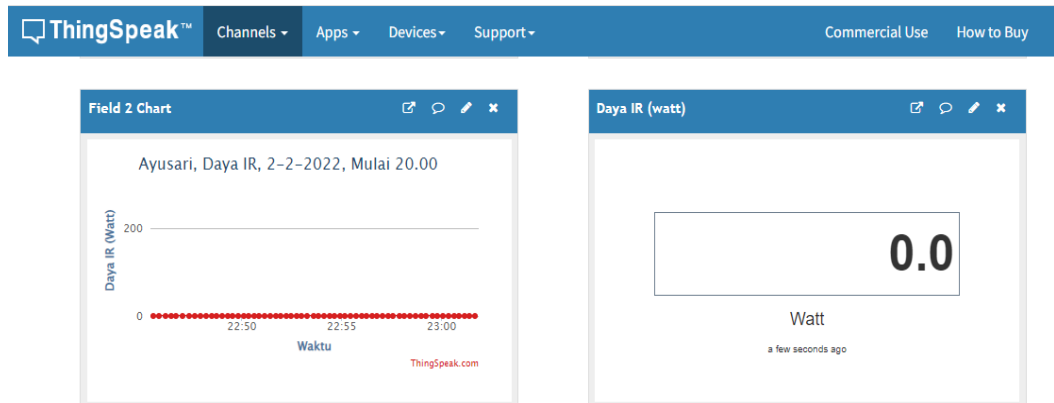 ThingSpeak™ Channels Apps Devices Support Commercial Use How to Buy
Field 2 Chart
Ayusari, Daya IR, 2-2-2022, Mulai 20.00
Daya IR (Watt)
200
0
22:50 22:55 23:00
Waktu
ThingSpeak.com
Daya IR (watt)
0.0
Watt
a few seconds ago